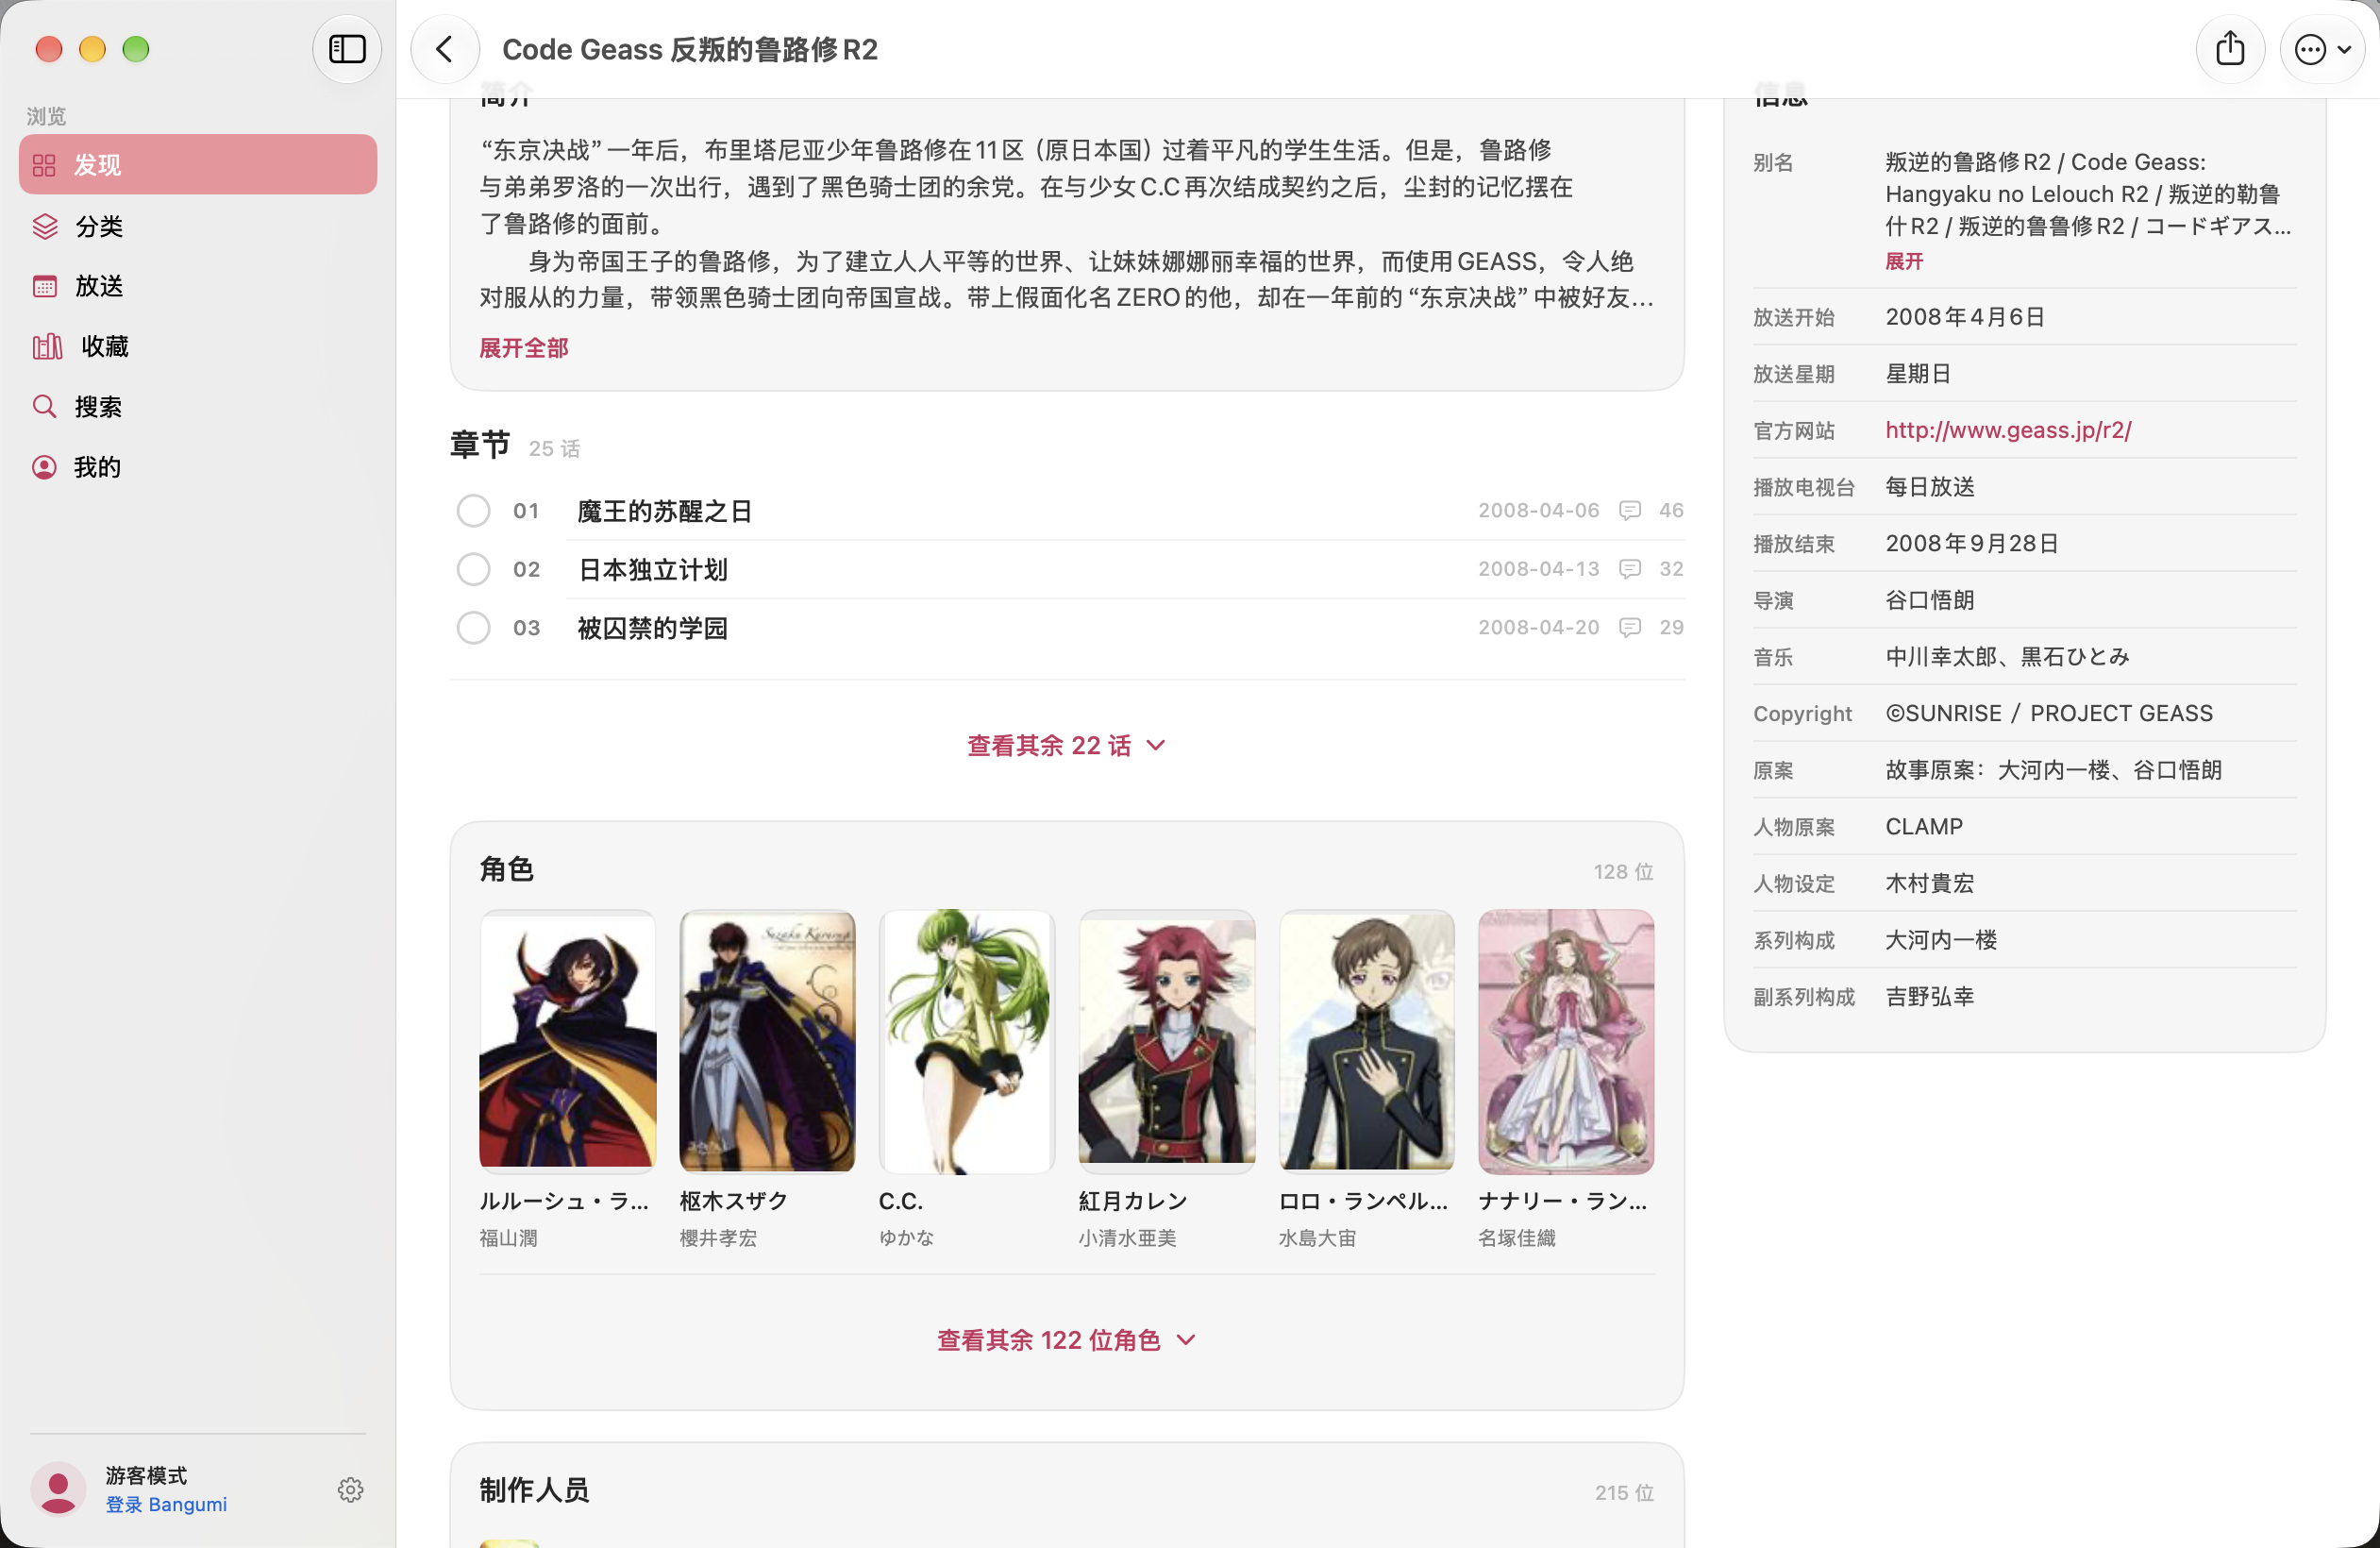 浏览
发现
分类
放送
收藏
搜索
我的
游客模式
登录 Bangumi
Code Geass 反叛的鲁路修R2
简介
“东京决战”一年后，布里塔尼亚少年鲁路修在11区（原日本国）过着平凡的学生生活。但是，鲁路修
与弟弟罗洛的一次出行，遇到了黑色骑士团的余党。在与少女C.C再次结成契约之后，尘封的记忆摆在
了鲁路修的面前。
身为帝国王子的鲁路修，为了建立人人平等的世界、让妹妹娜娜丽幸福的世界，而使用GEASS，令人绝
对服从的力量，带领黑色骑士团向帝国宣战。带上假面化名ZERO的他，却在一年前的“东京决战”中被好友…
展开全部
章节 25 话
01 魔王的苏醒之日 2008-04-06 46
02 日本独立计划 2008-04-13 32
03 被囚禁的学园 2008-04-20 29
查看其余 22 话
角色 128 位
Suzaku Kururugi
ルルーシュ・ラ…
福山潤
枢木スザク
櫻井孝宏
C.C.
ゆかな
紅月カレン
小清水亜美
ロロ・ランペル…
水島大宙
ナナリー・ラン…
名塚佳織
查看其余 122 位角色
制作人员 215 位
信息
别名 叛逆的鲁路修R2 / Code Geass:
Hangyaku no Lelouch R2 / 叛逆的勒鲁
什R2 / 叛逆的鲁鲁修R2 / コードギアス…
展开
放送开始 2008年4月6日
放送星期 星期日
官方网站 http://www.geass.jp/r2/
播放电视台 每日放送
播放结束 2008年9月28日
导演 谷口悟朗
音乐 中川幸太郎、黒石ひとみ
Copyright ©SUNRISE／PROJECT GEASS
原案 故事原案：大河内一楼、谷口悟朗
人物原案 CLAMP
人物设定 木村貴宏
系列构成 大河内一楼
副系列构成 吉野弘幸